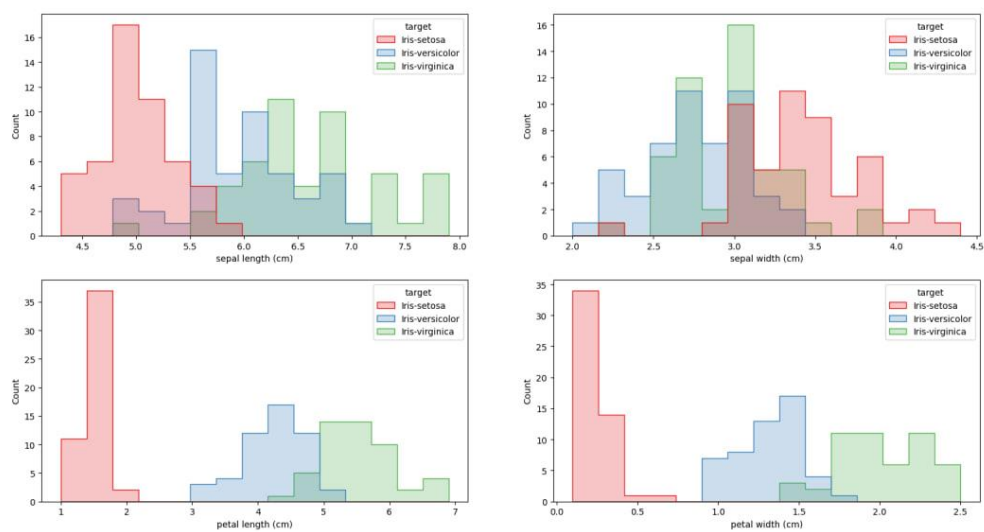 target
Iris-setosa
Iris-versicolor
Iris-virginica
Count
16
14
12
10
8
6
4
2
0
4.5 5.0 5.5 6.0 6.5 7.0 7.5 8.0
sepal length (cm)
target
Iris-setosa
Iris-versicolor
Iris-virginica
Count
16
14
12
10
8
6
4
2
0
2.0 2.5 3.0 3.5 4.0 4.5
sepal width (cm)
target
Iris-setosa
Iris-versicolor
Iris-virginica
Count
35
30
25
20
15
10
5
0
1 2 3 4 5 6 7
petal length (cm)
target
Iris-setosa
Iris-versicolor
Iris-virginica
Count
35
30
25
20
15
10
5
0
0.0 0.5 1.0 1.5 2.0 2.5
petal width (cm)